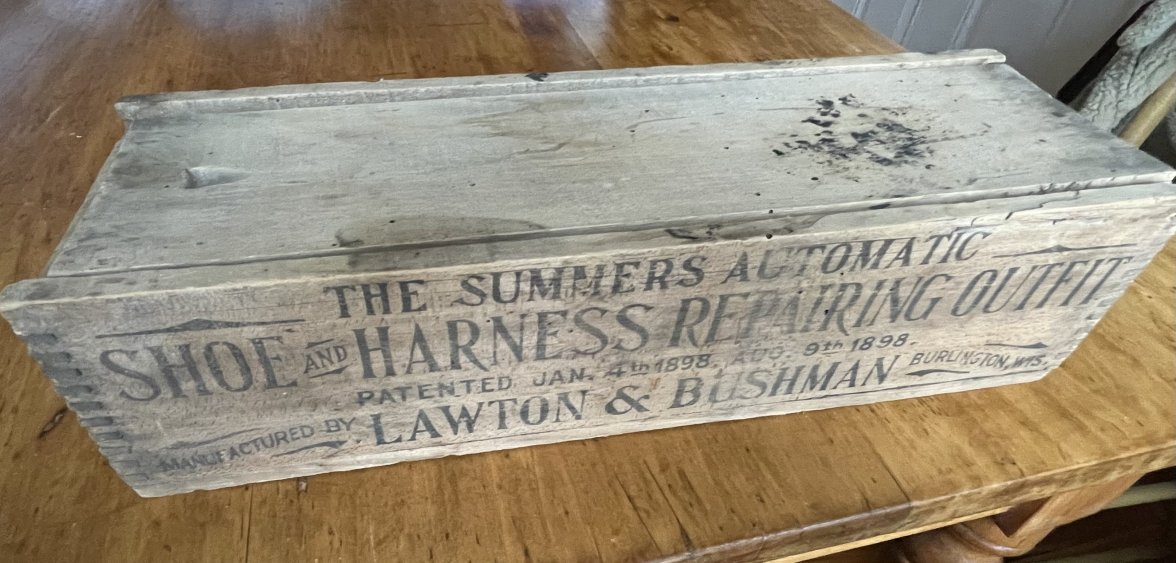 THE SUMMERS AUTOMATIC
SHOE AND HARNESS REPAIRING OUTFIT
PATENTED JAN. 4th 1898, AUG. 9th 1898.
MANUFACTURED BY LAWTON & BUSHMAN BURLINGTON, WIS.